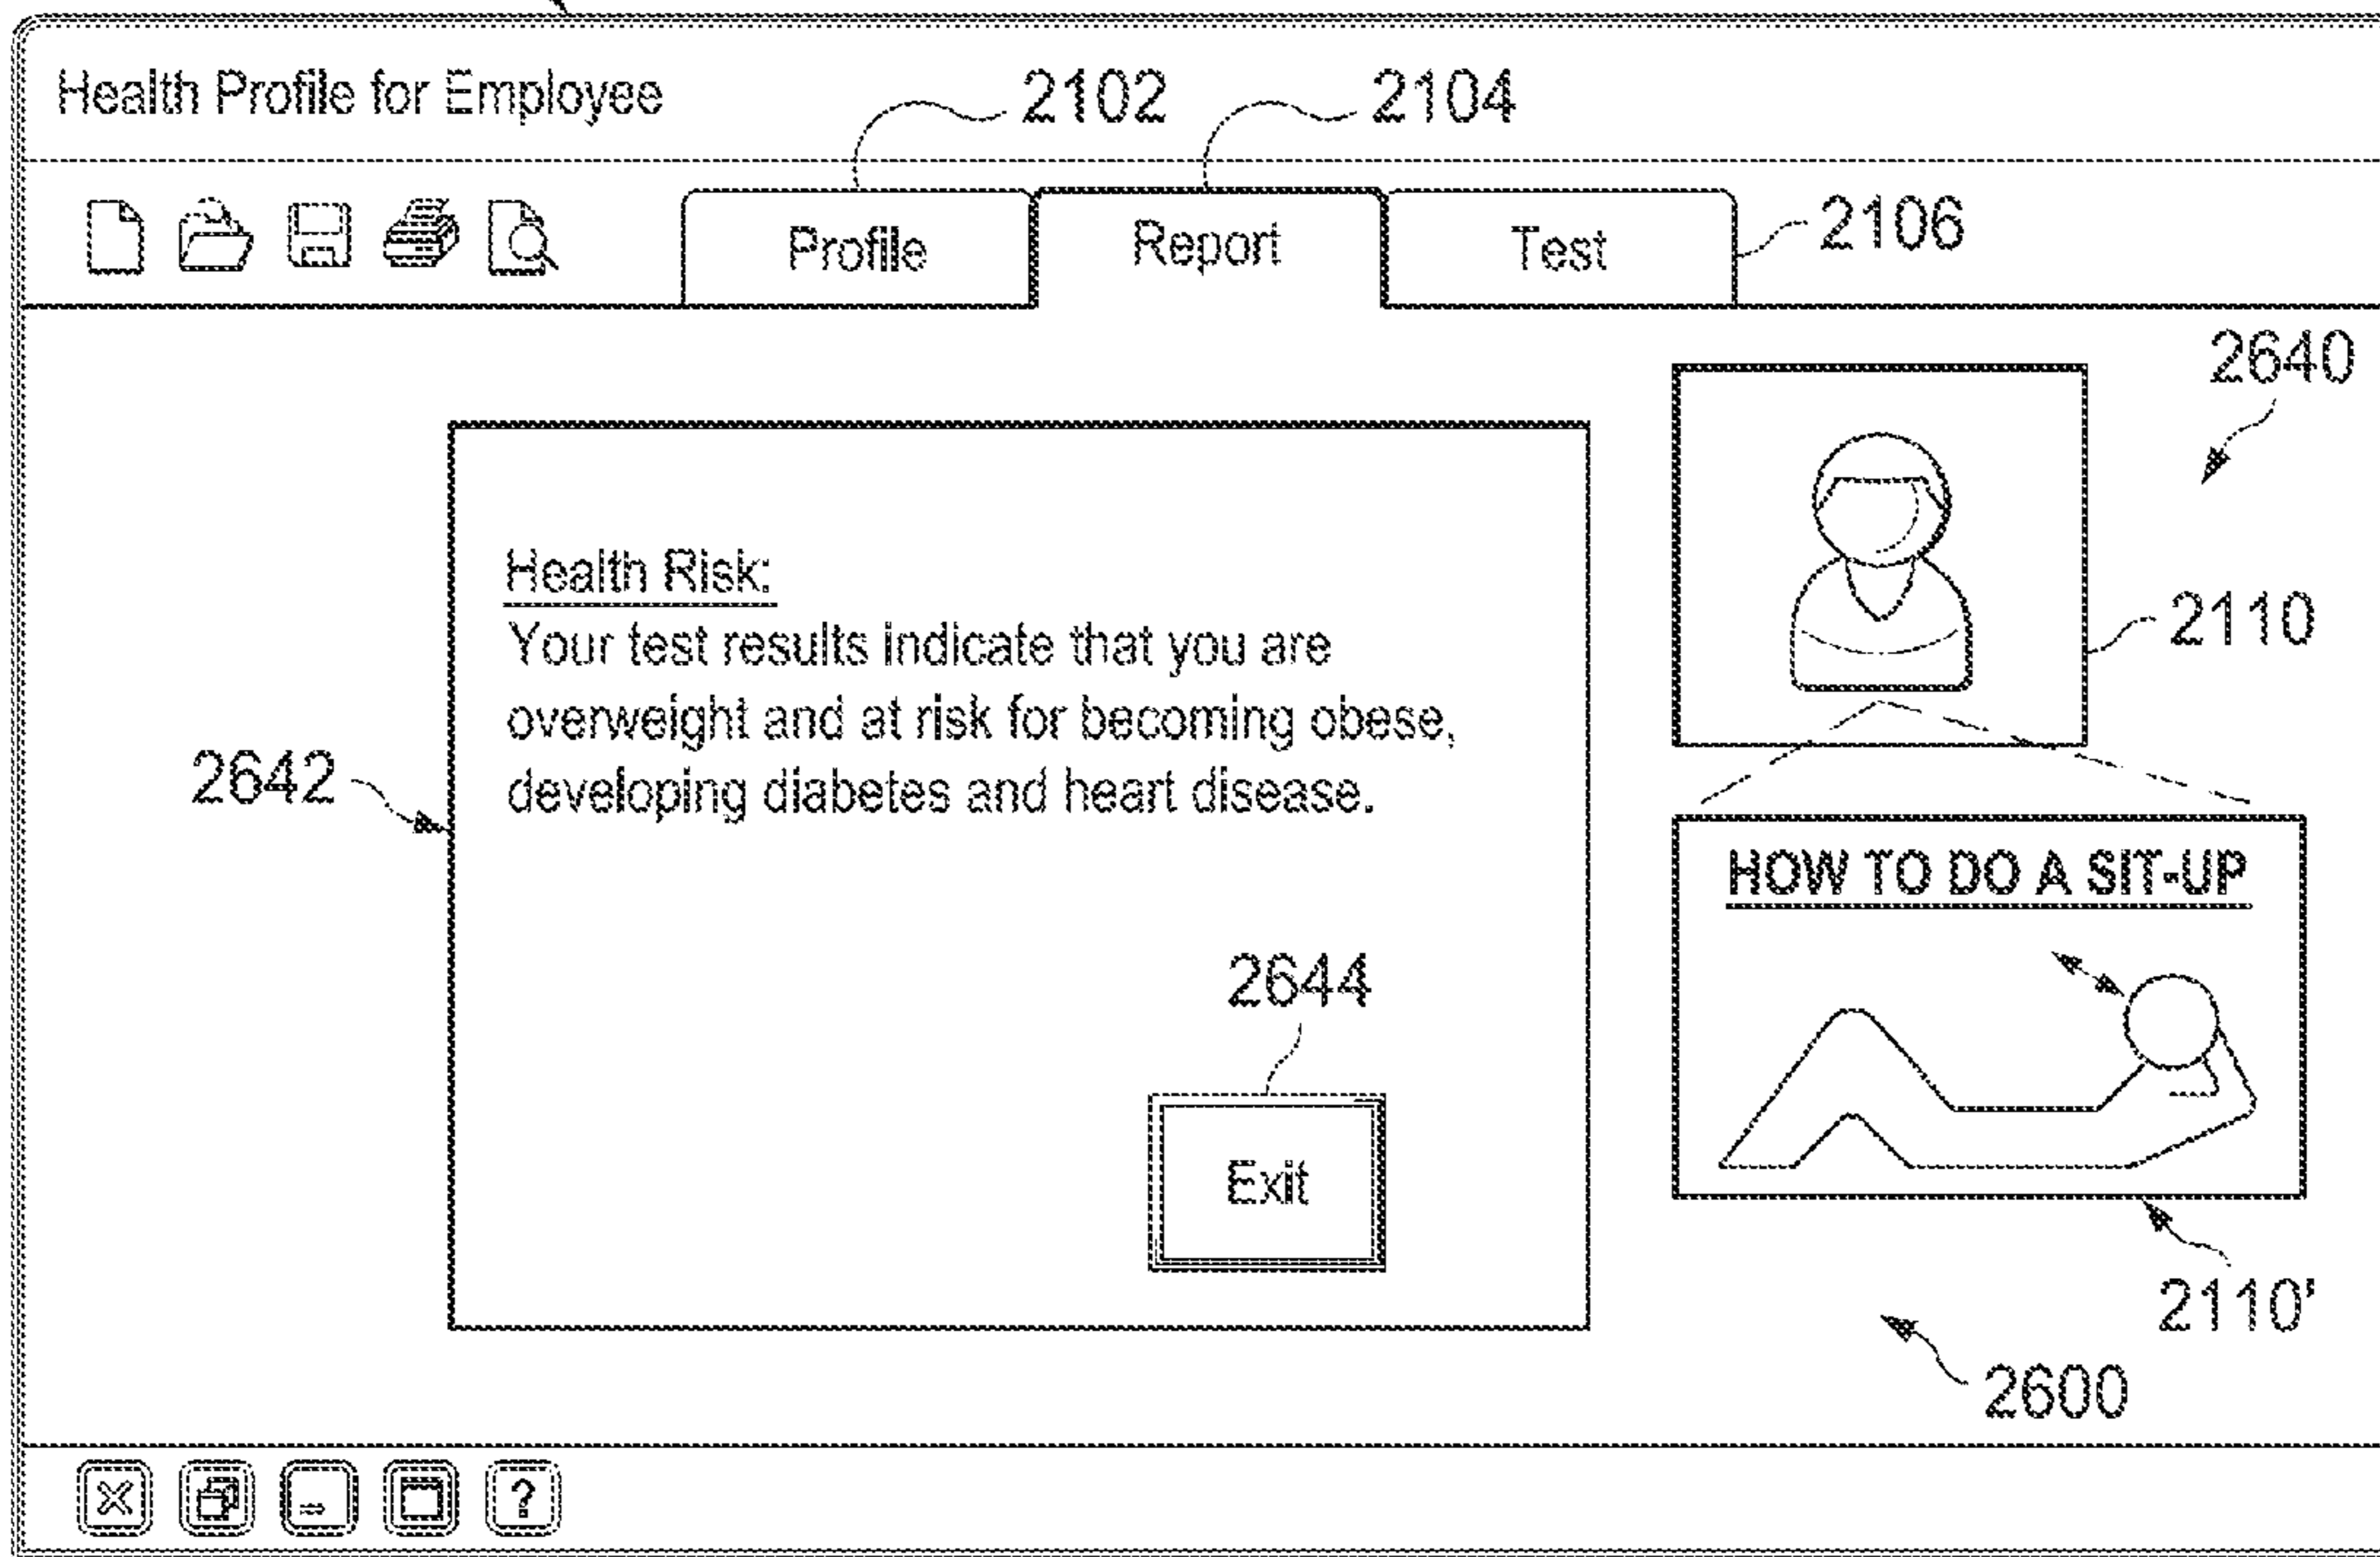 Health Profile for Employee
2102
2104
Profile
Report
Test
2106
2640
Health Risk:
Your test results indicate that you are
overweight and at risk for becoming obese,
developing diabetes and heart disease.
2110
2642
HOW TO DO A SIT-UP
2644
Exit
2110'
2600
?